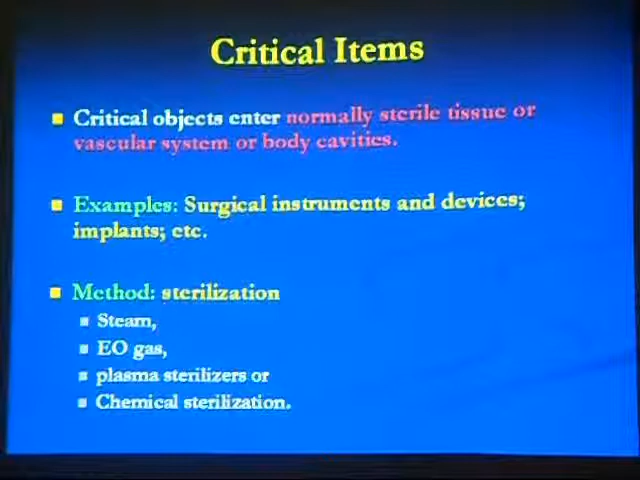 Critical Items
Critical objects enter normally sterile tissue or
vascular system or body cavities.
Examples: Surgical instruments and devices;
implants; etc.
Method: sterilization
Steam,
EO gas,
plasma sterilizers or
Chemical sterilization.